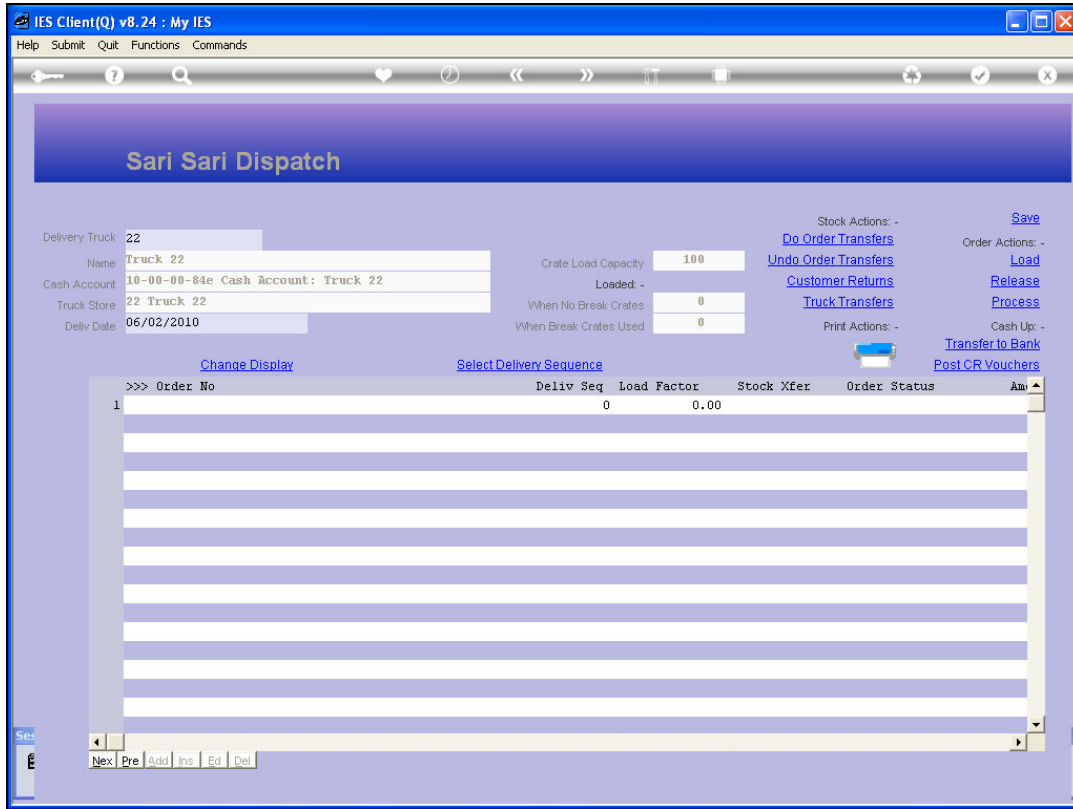 IES Client(Q) v8.24 : My IES
Help Submit Quit Functions Commands
Sari Sari Dispatch
Stock Actions: - Save
Delivery Truck 22 Do Order Transfers Order Actions: -
Name Truck 22 Crate Load Capacity 100 Undo Order Transfers Load
Cash Account 10-00-00-84e Cash Account: Truck 22 Loaded: - Customer Returns Release
Truck Store 22 Truck 22 When No Break Crates 0 Truck Transfers Process
Deliv Date 06/02/2010 When Break Crates Used 0 Print Actions: - Cash Up: -
Transfer to Bank
Change Display Select Delivery Sequence Post CR Vouchers
>>> Order No Deliv Seq Load Factor Stock Xfer Order Status Am
1 0 0.00
Ses
Nex Pre Add Ins Ed Del